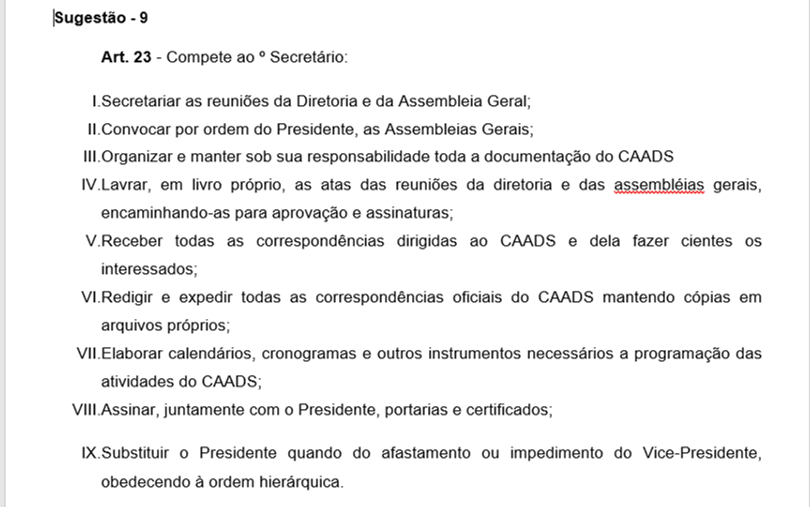 Sugestão - 9
Art. 23 - Compete ao º Secretário:
I.Secretariar as reuniões da Diretoria e da Assembleia Geral;
II.Convocar por ordem do Presidente, as Assembleias Gerais;
III.Organizar e manter sob sua responsabilidade toda a documentação do CAADS
IV.Lavrar, em livro próprio, as atas das reuniões da diretoria e das assembléias gerais,
encaminhando-as para aprovação e assinaturas;
V.Receber todas as correspondências dirigidas ao CAADS e dela fazer cientes os
interessados;
VI.Redigir e expedir todas as correspondências oficiais do CAADS mantendo cópias em
arquivos próprios;
VII.Elaborar calendários, cronogramas e outros instrumentos necessários a programação das
atividades do CAADS;
VIII.Assinar, juntamente com o Presidente, portarias e certificados;
IX.Substituir o Presidente quando do afastamento ou impedimento do Vice-Presidente,
obedecendo à ordem hierárquica.